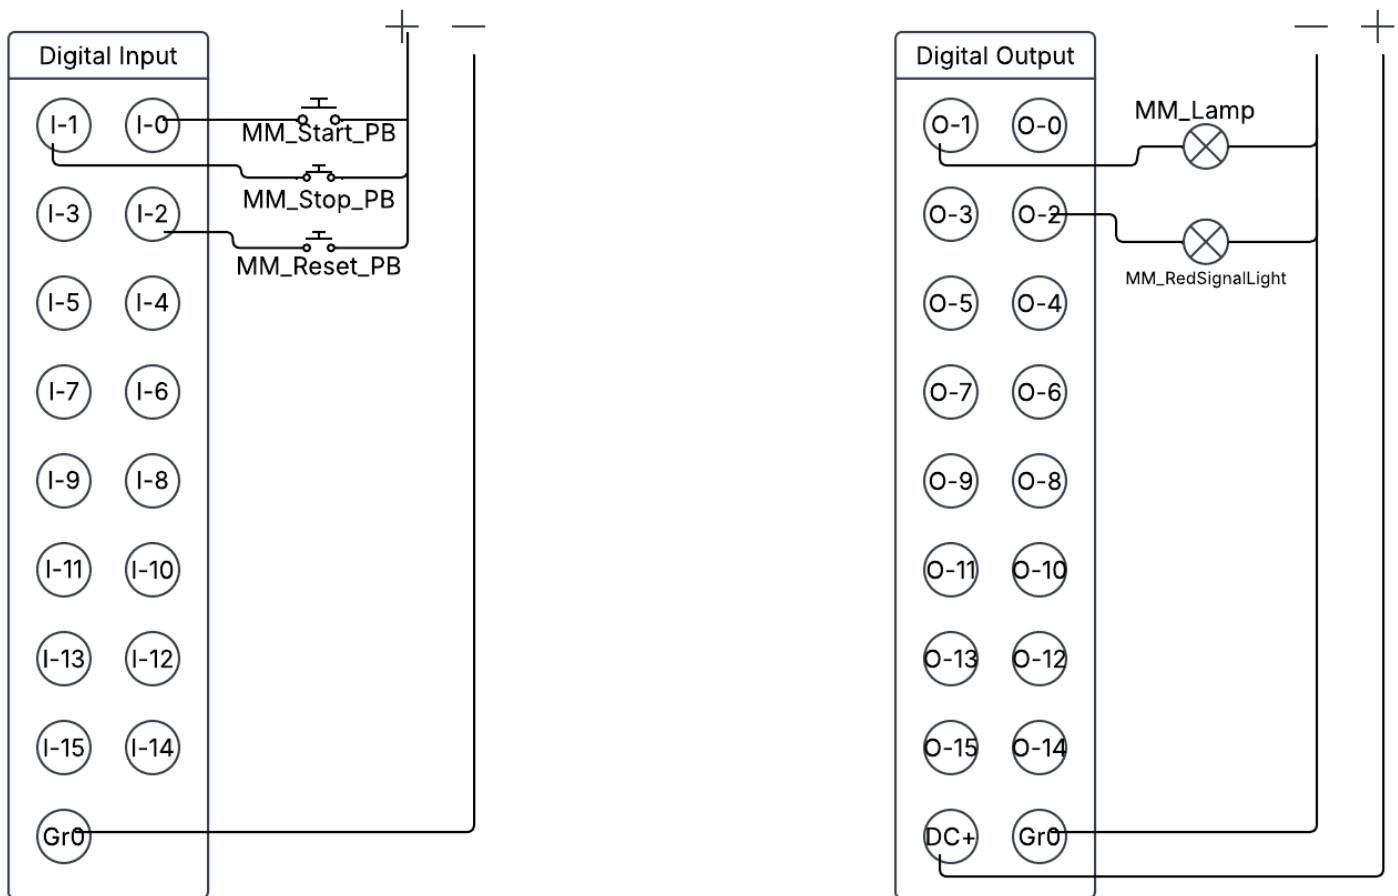 + —
Digital Input
I-1 I-0
MM_Start_PB
MM_Stop_PB
I-3 I-2
MM_Reset_PB
I-5 I-4
I-7 I-6
I-9 I-8
I-11 I-10
I-13 I-12
I-15 I-14
Gr0
— +
Digital Output
MM_Lamp
O-1 O-0
O-3 O-2
MM_RedSignalLight
O-5 O-4
O-7 O-6
O-9 O-8
O-11 O-10
O-13 O-12
O-15 O-14
DC+ Gr0